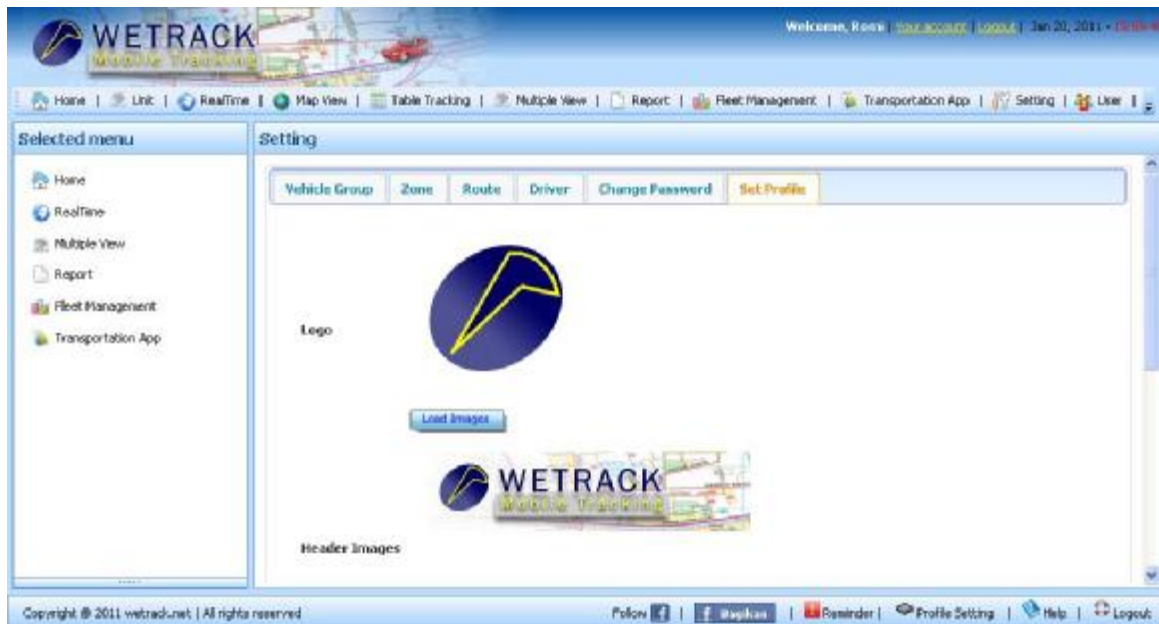 WETRACK
Mobile Tracking
Welcome, Romi | Your account | Logout | Jan 20, 2011 -
Home | Unit | RealTime | Map View | Table Tracking | Multiple View | Report | Fleet Management | Transportation App | Setting | User |
Selected menu
Home
RealTime
Multiple View
Report
Fleet Management
Transportation App
Setting
Vehicle Group
Zone
Route
Driver
Change Password
Set Profile
Logo
Load Images
WETRACK
Mobile Tracking
Header Images
Copyright @ 2011 wetrack.net | All rights reserved
Follow | Bagikan | Reminder | Profile Setting | Help | Logout